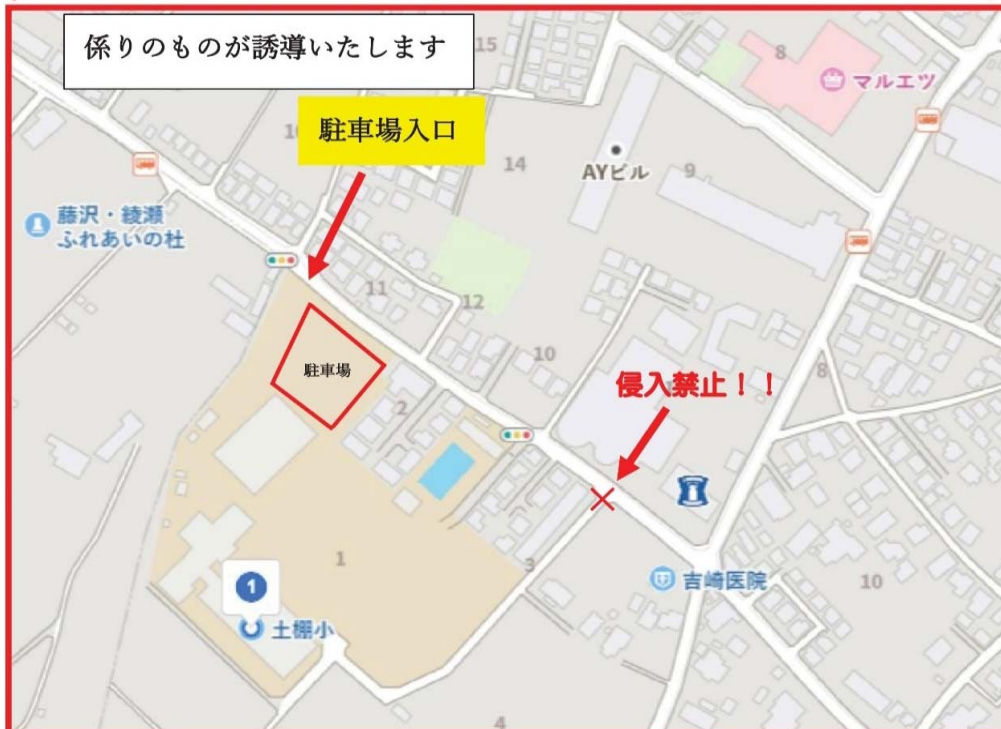 係りのものが誘導いたします
15
8
マルエツ
駐車場入口
14
AYビル
9
藤沢・綾瀬
ふれあいの杜
11
12
10
駐車場
侵入禁止！！
8
2
1
3
吉崎医院
10
1
土棚小
4